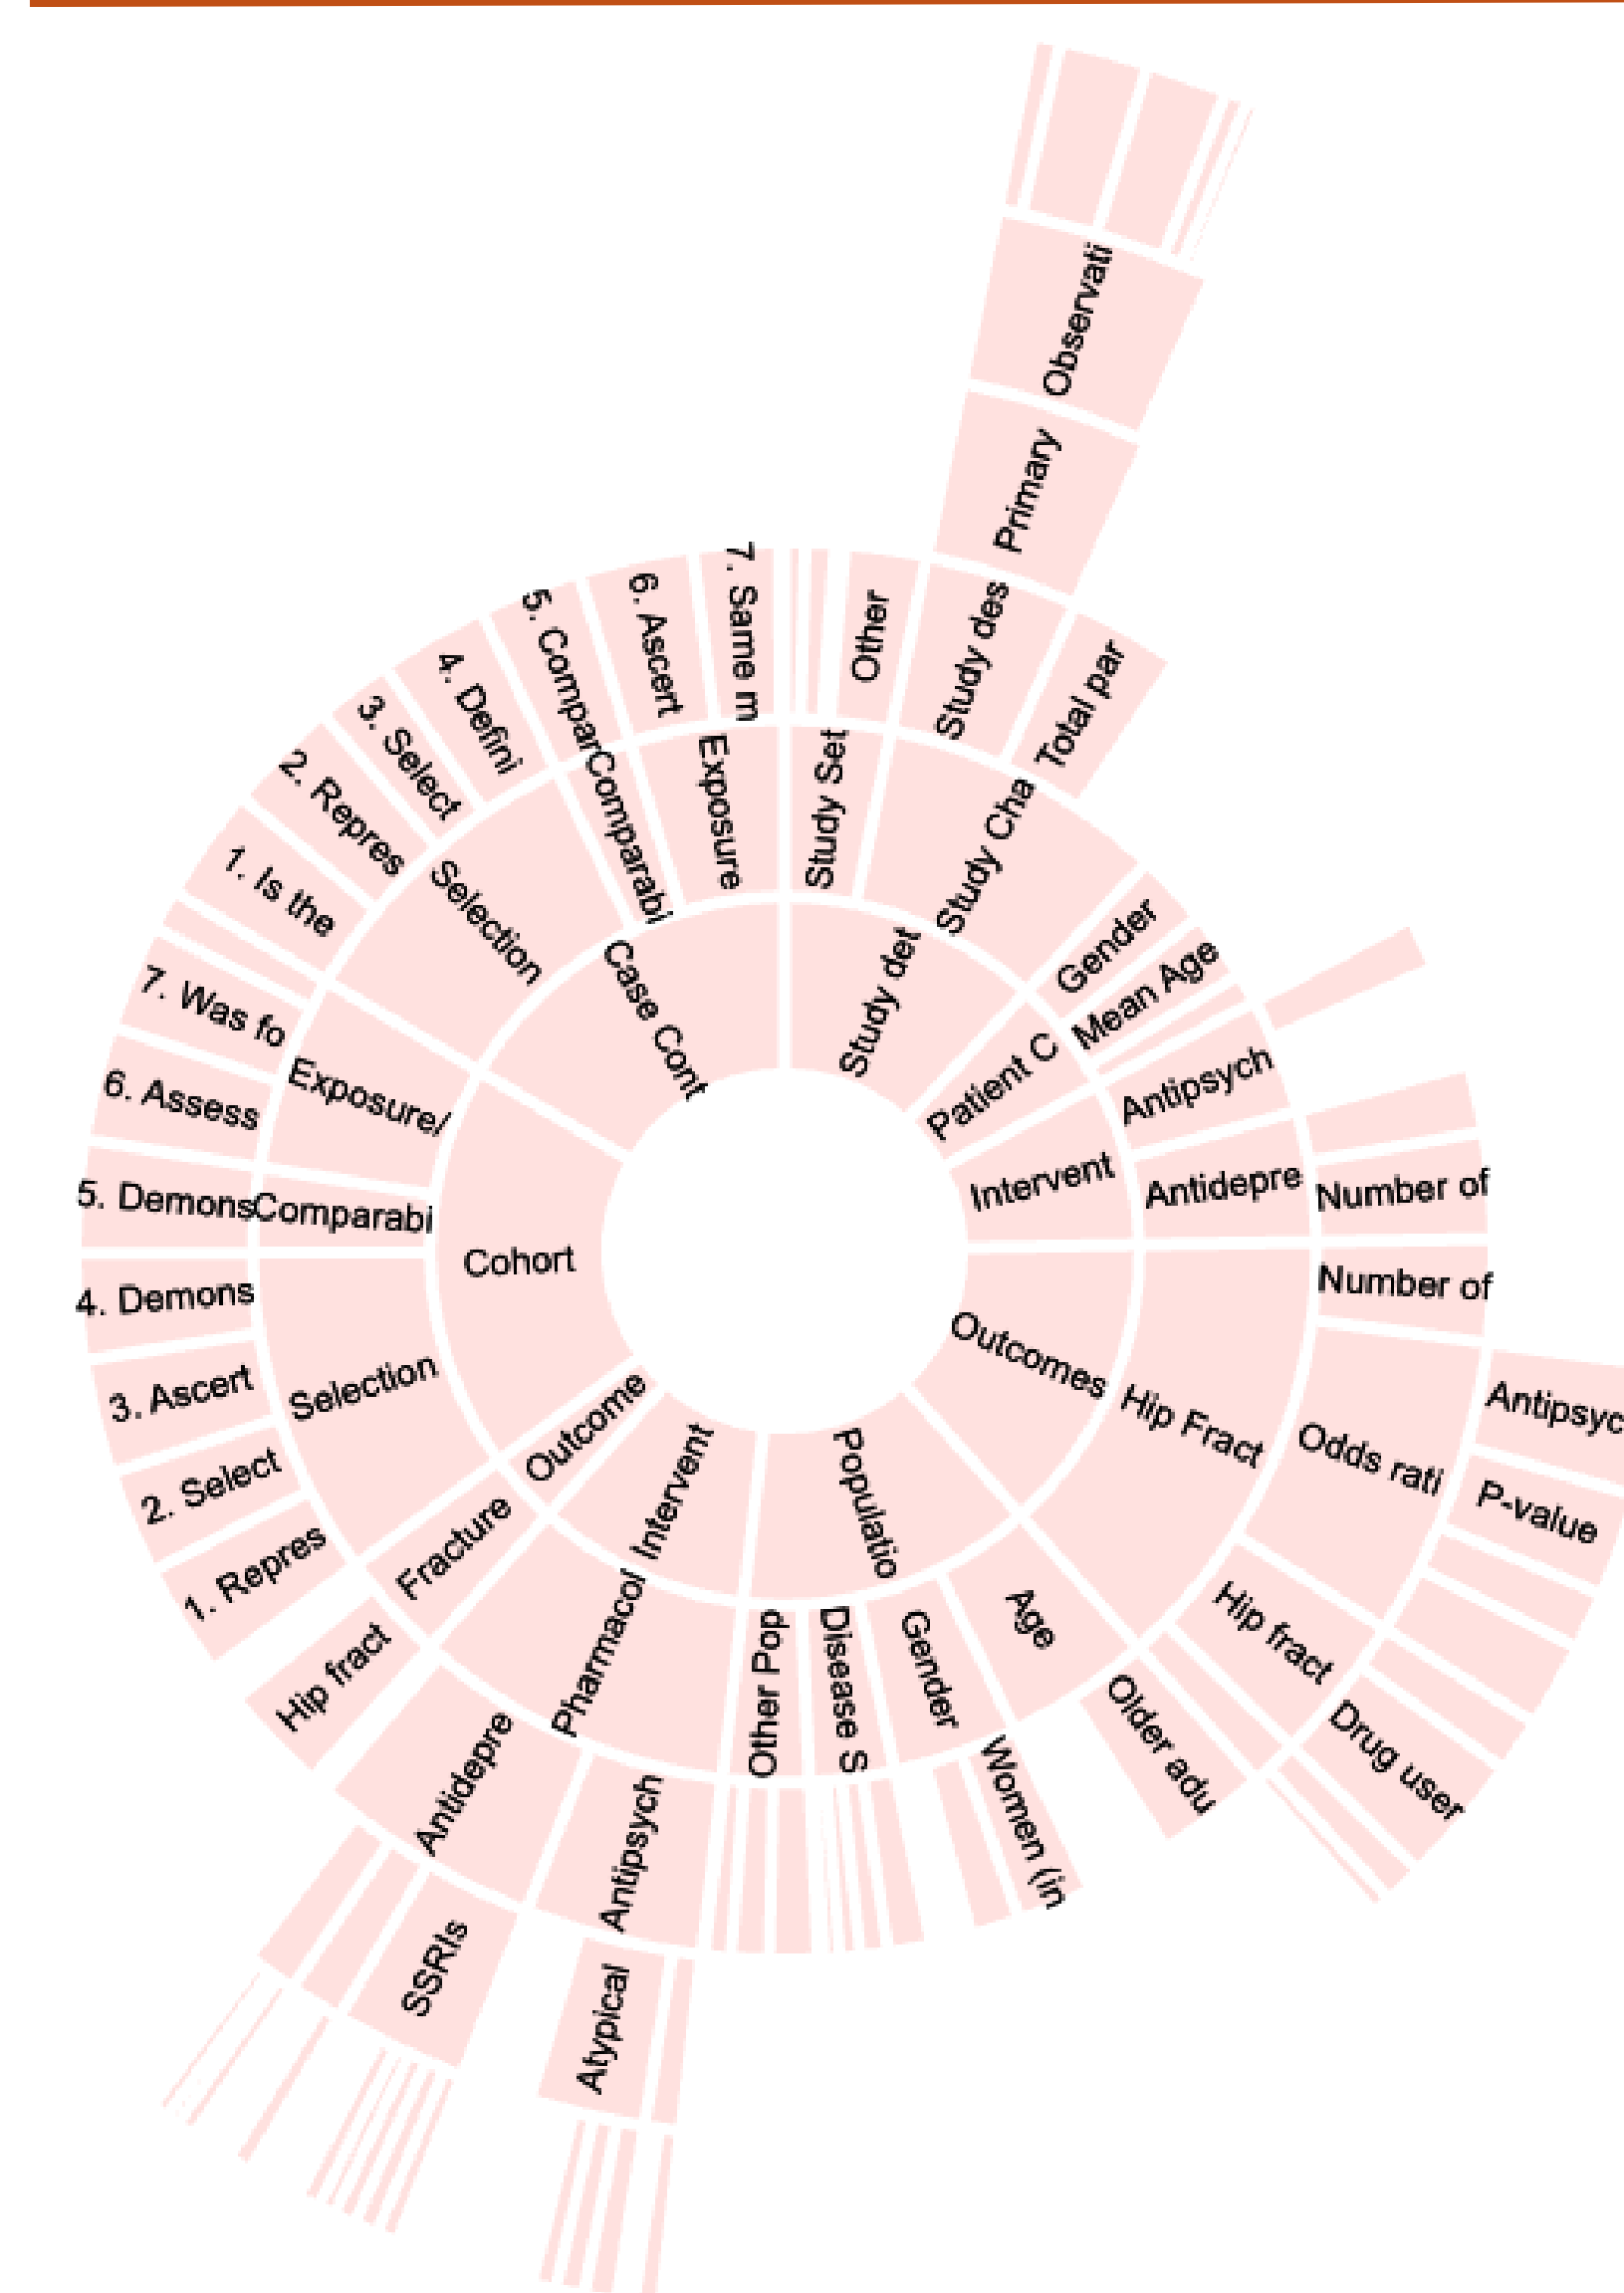 Observati
Primary
Study des
Total par
Other
Study Set
Study Cha
Study det
Gender
Mean Age
Patient C
Intervent
Antipsych
Antidepre
Number of
Outcomes
Hip Fract
Number of
Odds rati
Antipsyc
P-value
Hip fract
Drug user
Populatio
Age
Older adu
Gender
Women (in
Disease S
Other Pop
Intervent
Pharmacol
Antipsych
Atypical
Antidepre
SSRIs
Outcome
Fracture
Hip fract
Cohort
Selection
1. Repres
2. Select
3. Ascert
4. Demons
Comparabi
5. Demons
Exposure/
6. Assess
7. Was fo
Case Cont
Selection
1. Is the
2. Repres
3. Select
4. Defini
Comparabi
5. Compar
Exposure
6. Ascert
7. Same m